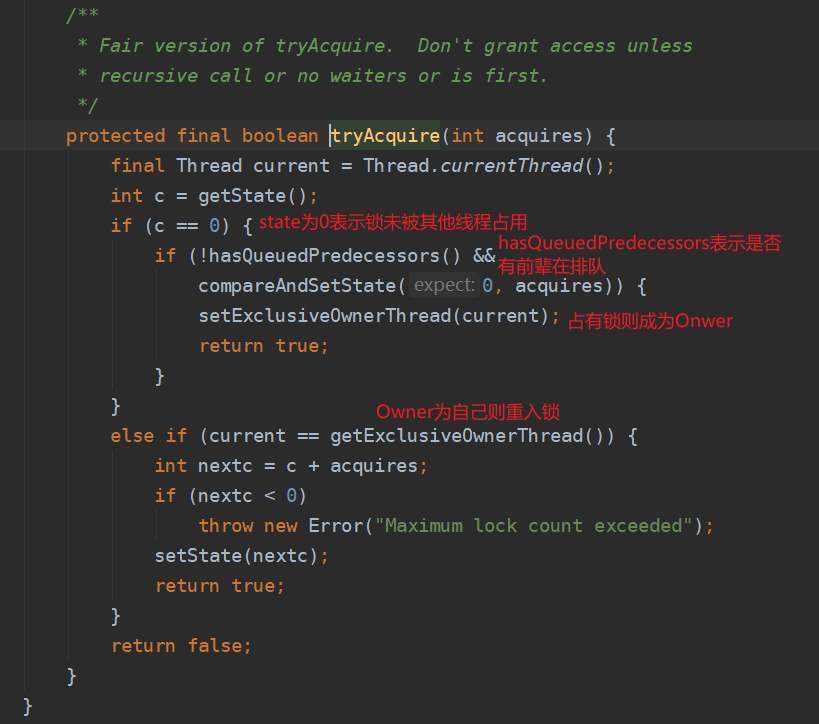 /**
* Fair version of tryAcquire.  Don't grant access unless
* recursive call or no waiters or is first.
*/
protected final boolean tryAcquire(int acquires) {
final Thread current = Thread.currentThread();
int c = getState();
if (c == 0) { state为0表示锁未被其他线程占用
if (!hasQueuedPredecessors() && hasQueuedPredecessors表示是否
有前辈在排队
compareAndSetState( expect: 0, acquires)) {
setExclusiveOwnerThread(current); 占有锁则成为Onwer
return true;
}
}
Owner为自己则重入锁
else if (current == getExclusiveOwnerThread()) {
int nextc = c + acquires;
if (nextc < 0)
throw new Error("Maximum lock count exceeded");
setState(nextc);
return true;
}
return false;
}
}